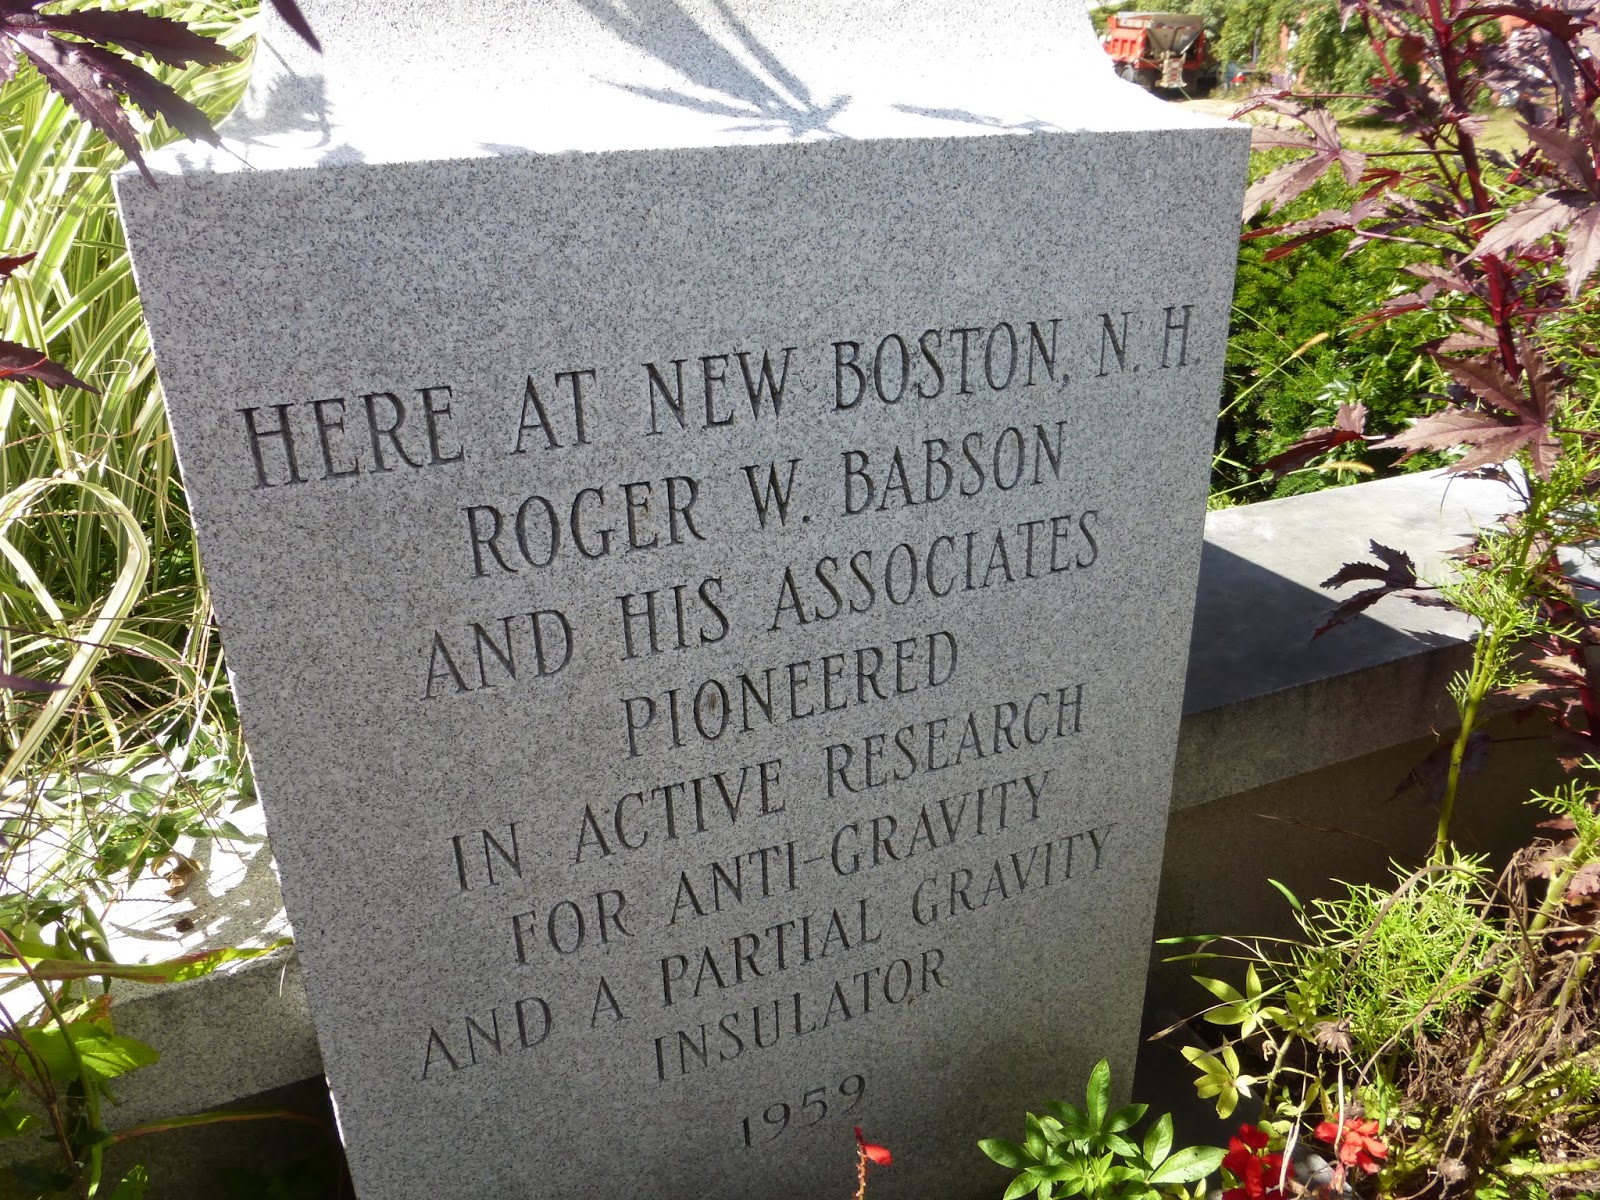 HERE AT NEW BOSTON, N. H.
ROGER W. BABSON
AND HIS ASSOCIATES
PIONEERED
IN ACTIVE RESEARCH
FOR ANTI-GRAVITY
AND A PARTIAL GRAVITY
INSULATOR
1959